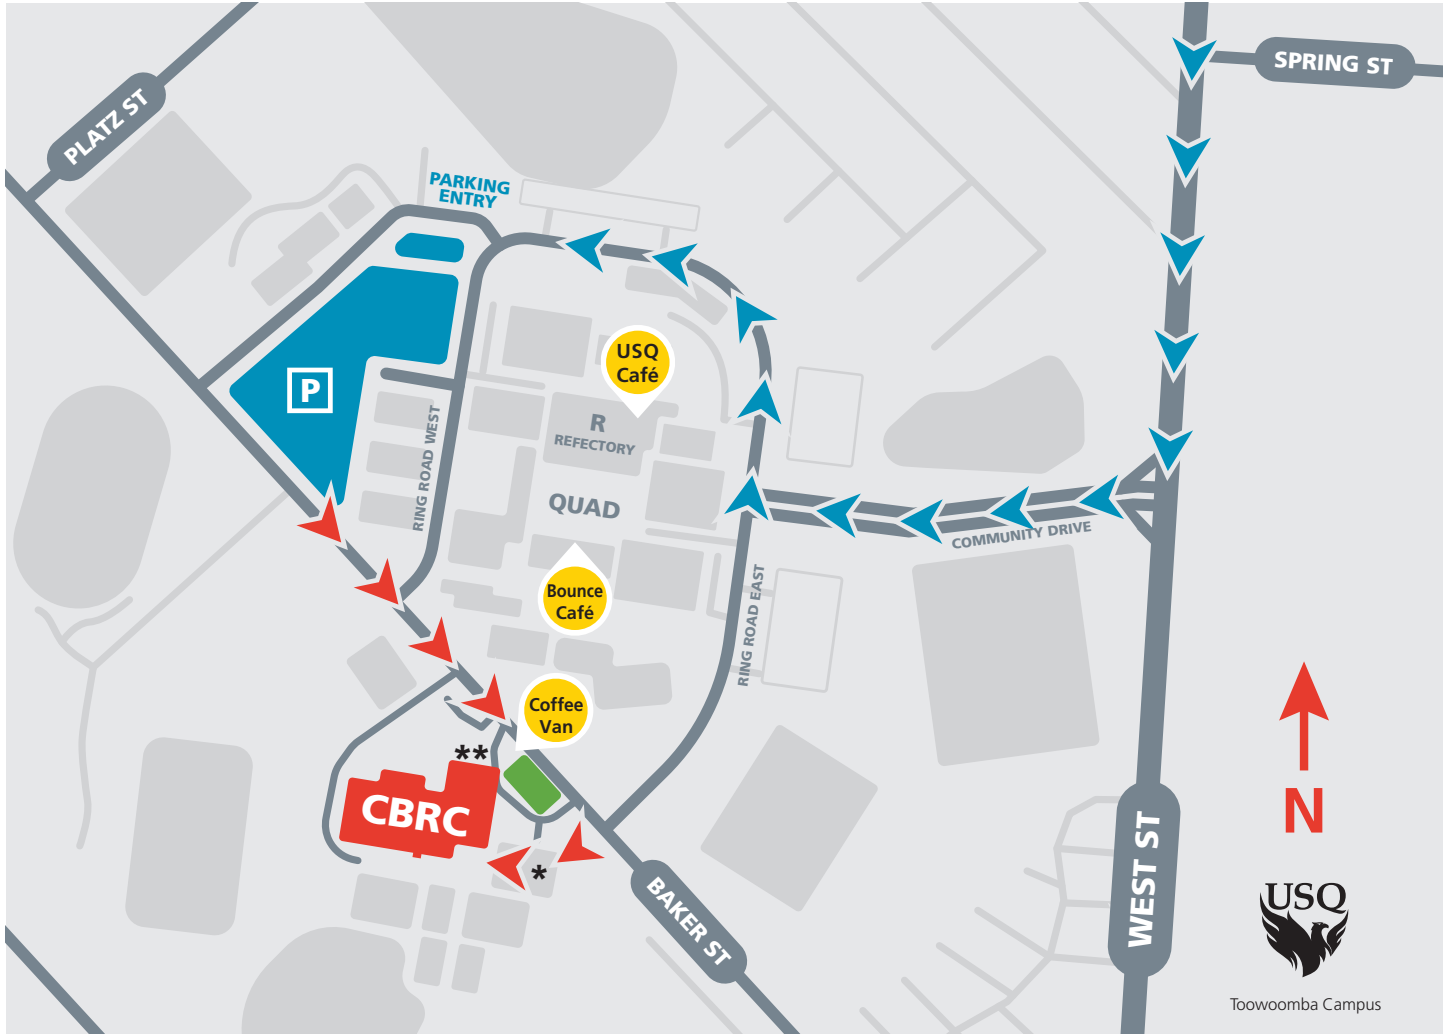 SPRING ST
PLATZ ST
PARKING
ENTRY
USQ
Café
P
R
REFECTORY
RING ROAD WEST
QUAD
COMMUNITY DRIVE
Bounce
Café
RING ROAD EAST
Coffee
Van
**
CBRC
*
N
WEST ST
BAKER ST
USQ
Toowoomba Campus